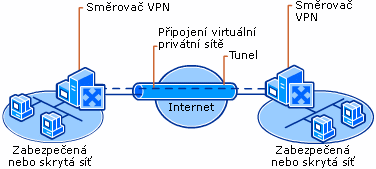 Směrovač VPN
Připojení virtuální
privátní sítě
Tunel
Směrovač
VPN
Internet
Zabezpečená
nebo skrytá síť
Zabezpečená
nebo skrytá síť